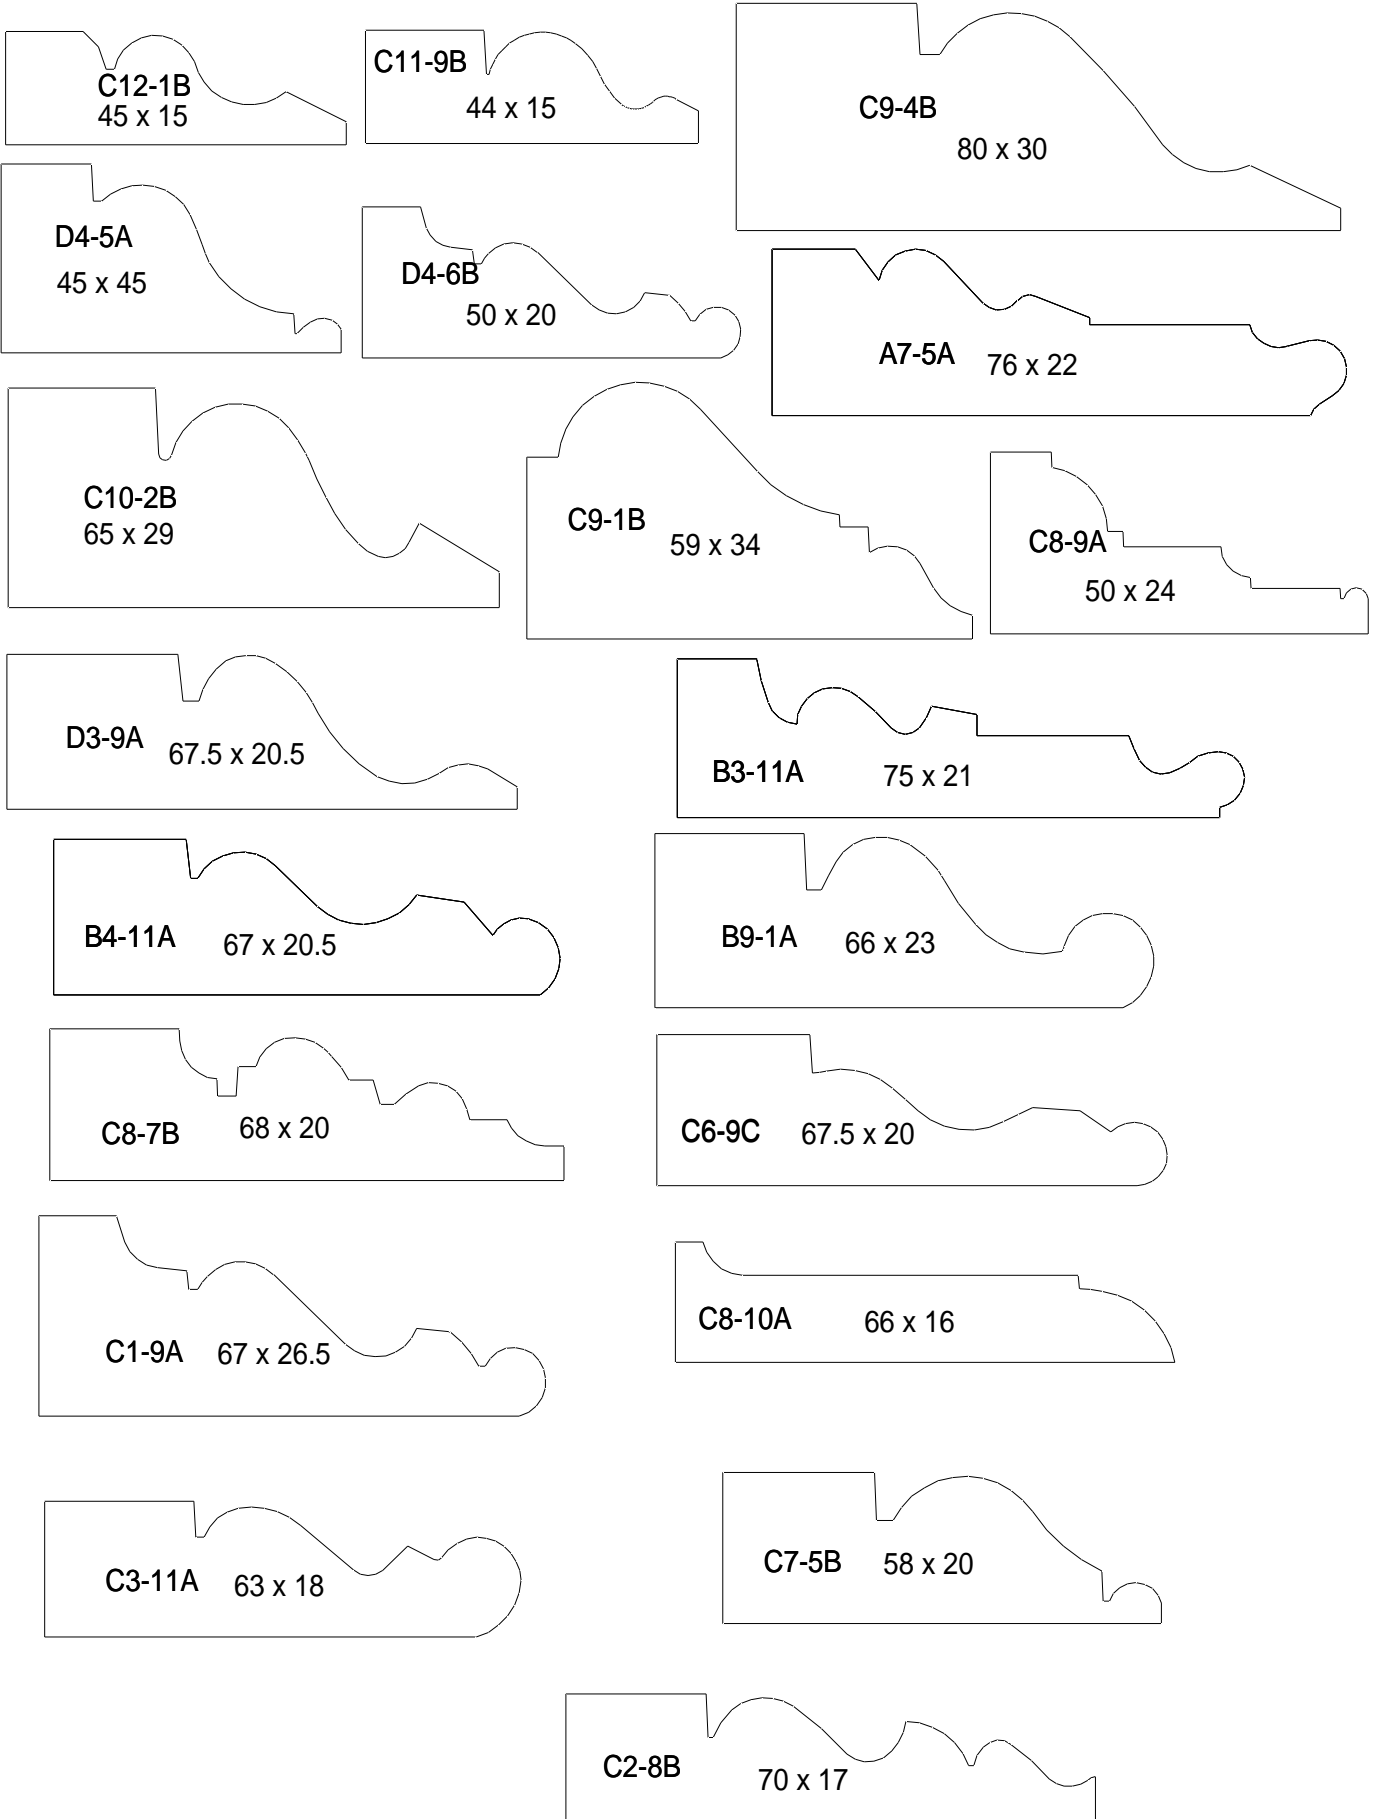 C12-1B
45 x 15
C11-9B
44 x 15
C9-4B
80 x 30
D4-5A
45 x 45
D4-6B
50 x 20
A7-5A 76 x 22
C10-2B
65 x 29
C9-1B
59 x 34
C8-9A
50 x 24
D3-9A 67.5 x 20.5
B3-11A 75 x 21
B4-11A 67 x 20.5
B9-1A 66 x 23
C8-7B 68 x 20
C6-9C 67.5 x 20
C1-9A 67 x 26.5
C8-10A 66 x 16
C3-11A 63 x 18
C7-5B 58 x 20
C2-8B 70 x 17